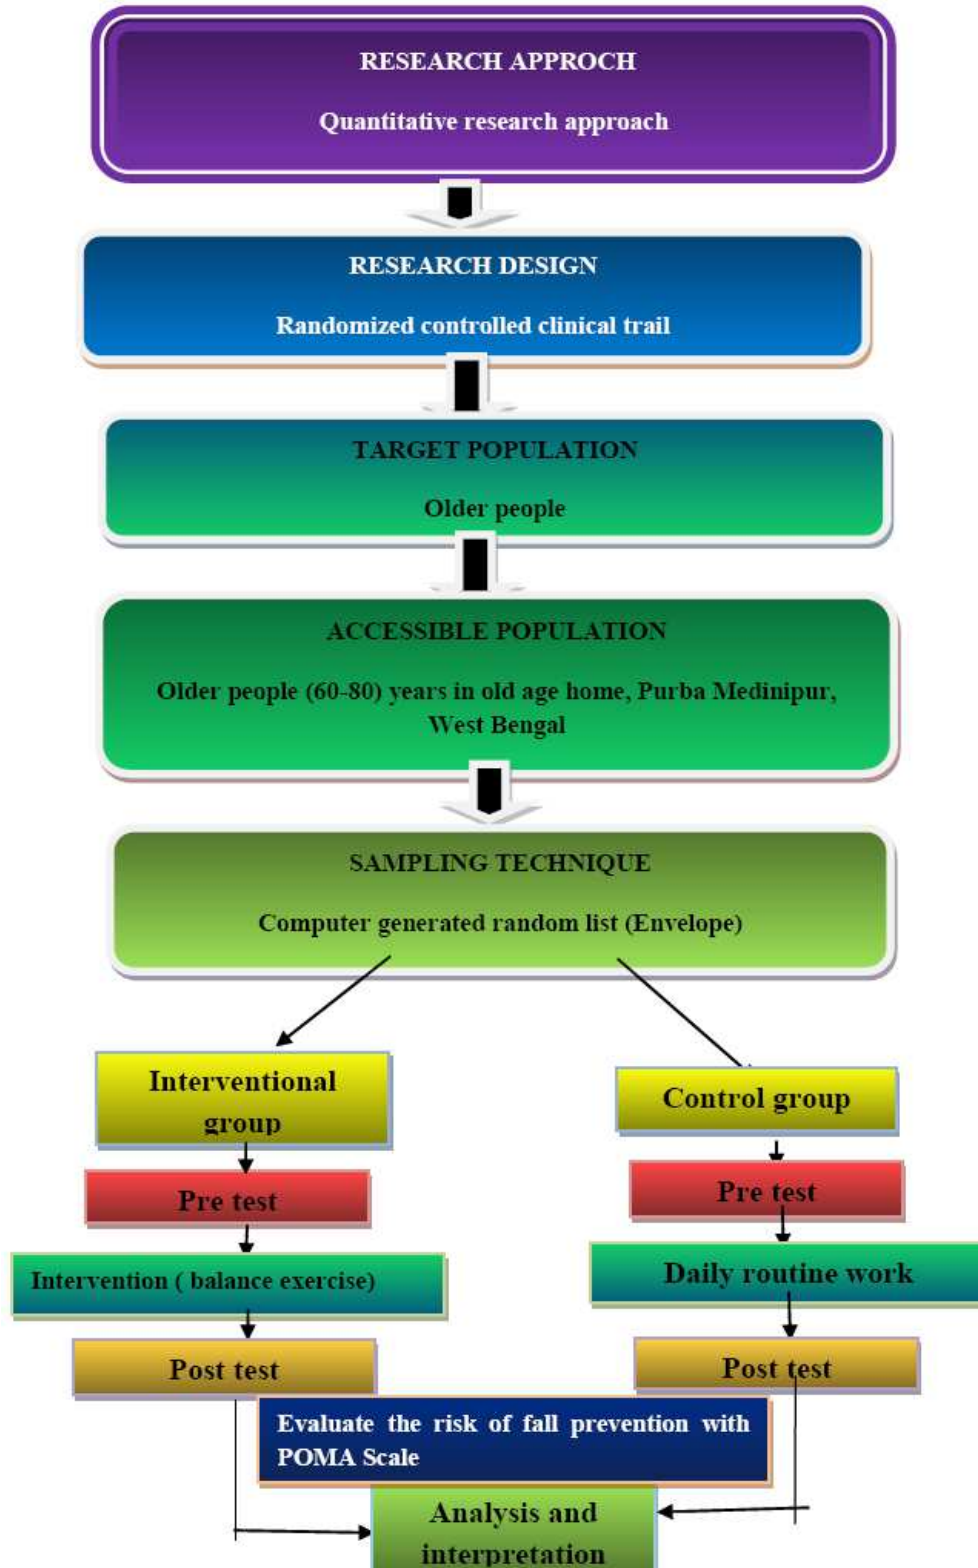 RESEARCH APPROCH
Quantitative research approach
RESEARCH DESIGN
Randomized controlled clinical trail
TARGET POPULATION
Older people
ACCESSIBLE POPULATION
Older people (60-80) years in old age home, Purba Medinipur,
West Bengal
SAMPLING TECHNIQUE
Computer generated random list (Envelope)
Interventional
group
Pre test
Intervention ( balance exercise)
Post test
Control group
Pre test
Daily routine work
Post test
Evaluate the risk of fall prevention with
POMA Scale
Analysis and
interpretation